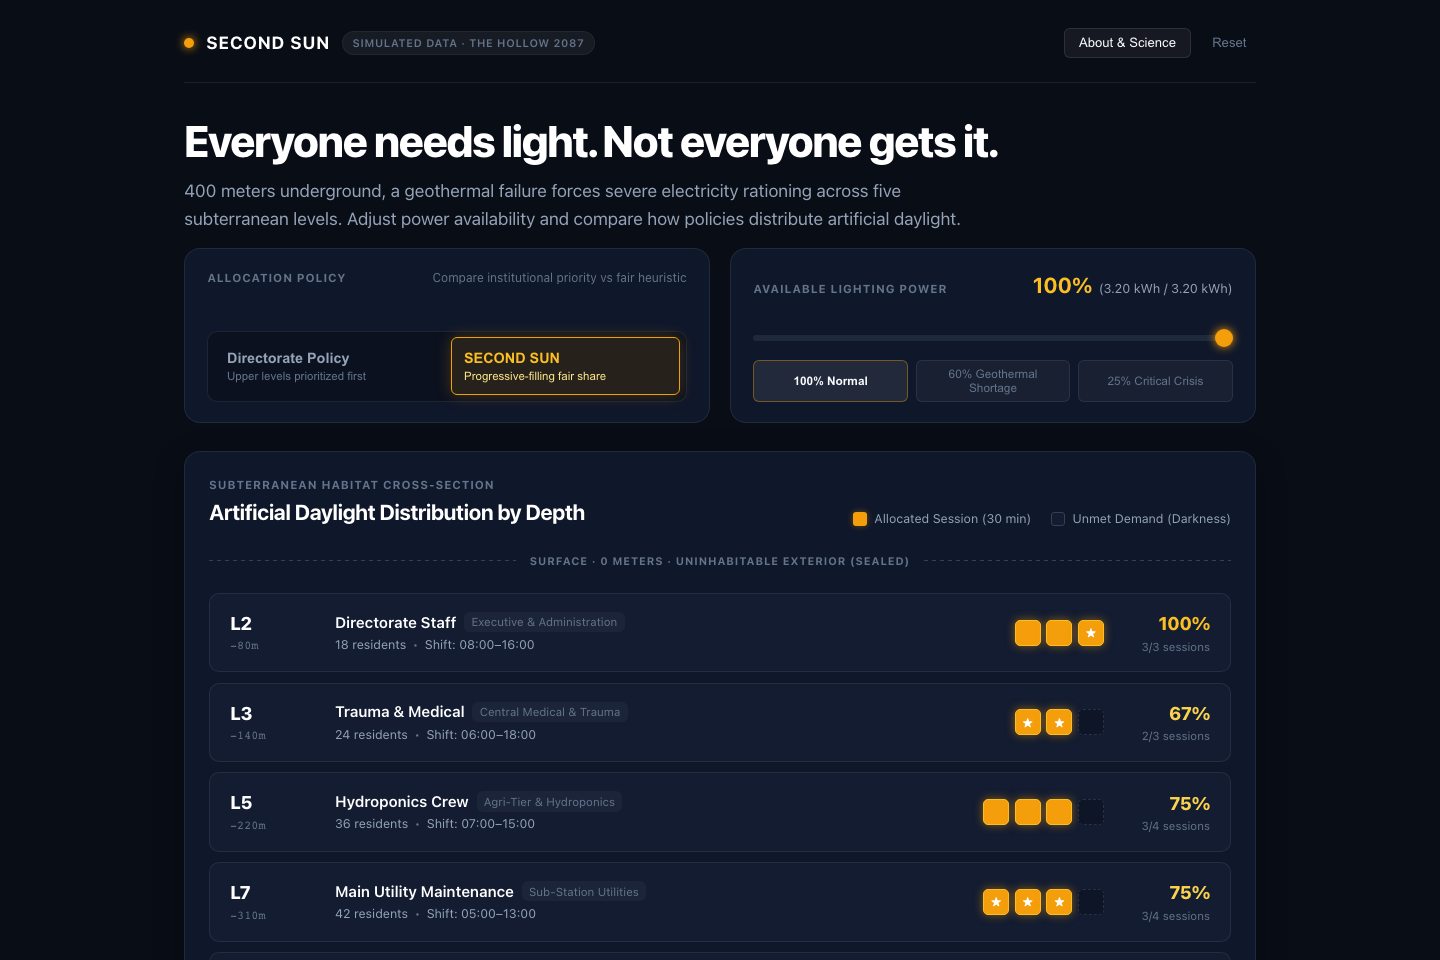 SECOND SUN
SIMULATED DATA · THE HOLLOW 2087
About & Science
Reset
Everyone needs light. Not everyone gets it.
400 meters underground, a geothermal failure forces severe electricity rationing across five
subterranean levels. Adjust power availability and compare how policies distribute artificial daylight.
ALLOCATION POLICY
Compare institutional priority vs fair heuristic
Directorate Policy
Upper levels prioritized first
SECOND SUN
Progressive-filling fair share
AVAILABLE LIGHTING POWER
100% (3.20 kWh / 3.20 kWh)
100% Normal
60% Geothermal
Shortage
25% Critical Crisis
SUBTERRANEAN HABITAT CROSS-SECTION
Artificial Daylight Distribution by Depth
Allocated Session (30 min)
Unmet Demand (Darkness)
SURFACE · 0 METERS · UNINHABITABLE EXTERIOR (SEALED)
L2
−80m
Directorate Staff
Executive & Administration
18 residents • Shift: 08:00–16:00
100%
3/3 sessions
L3
−140m
Trauma & Medical
Central Medical & Trauma
24 residents • Shift: 06:00–18:00
67%
2/3 sessions
L5
−220m
Hydroponics Crew
Agri-Tier & Hydroponics
36 residents • Shift: 07:00–15:00
75%
3/4 sessions
L7
−310m
Main Utility Maintenance
Sub-Station Utilities
42 residents • Shift: 05:00–13:00
75%
3/4 sessions